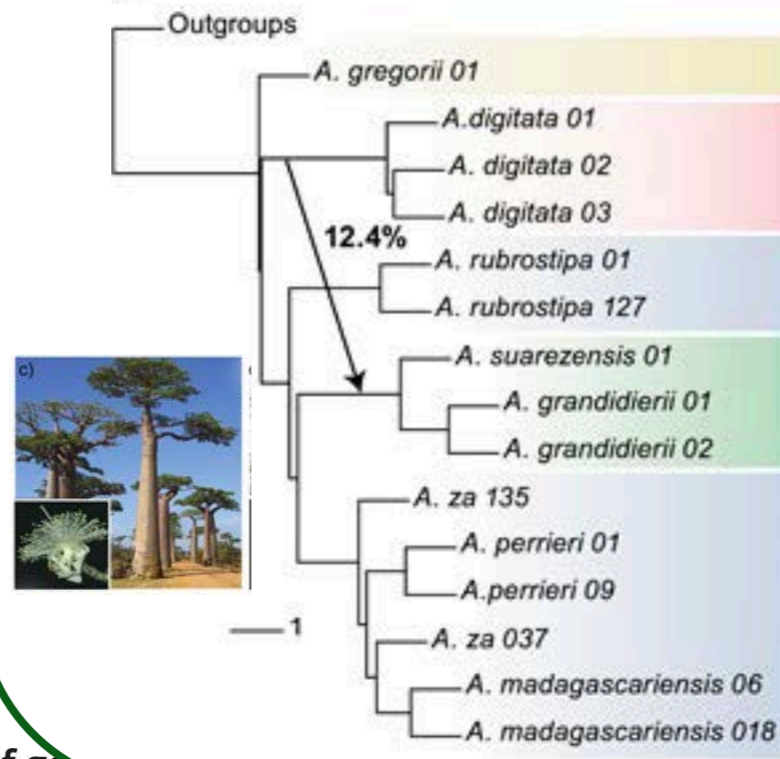 Outgroups
A. gregorii 01
A.digitata 01
A. digitata 02
A. digitata 03
12.4%
A. rubrostipa 01
A. rubrostipa 127
A. suarezensis 01
c)
A. grandidierii 01
A. grandidierii 02
A. za 135
A. perrieri 01
A.perrieri 09
1
A. za 037
A. madagascariensis 06
A. madagascariensis 018